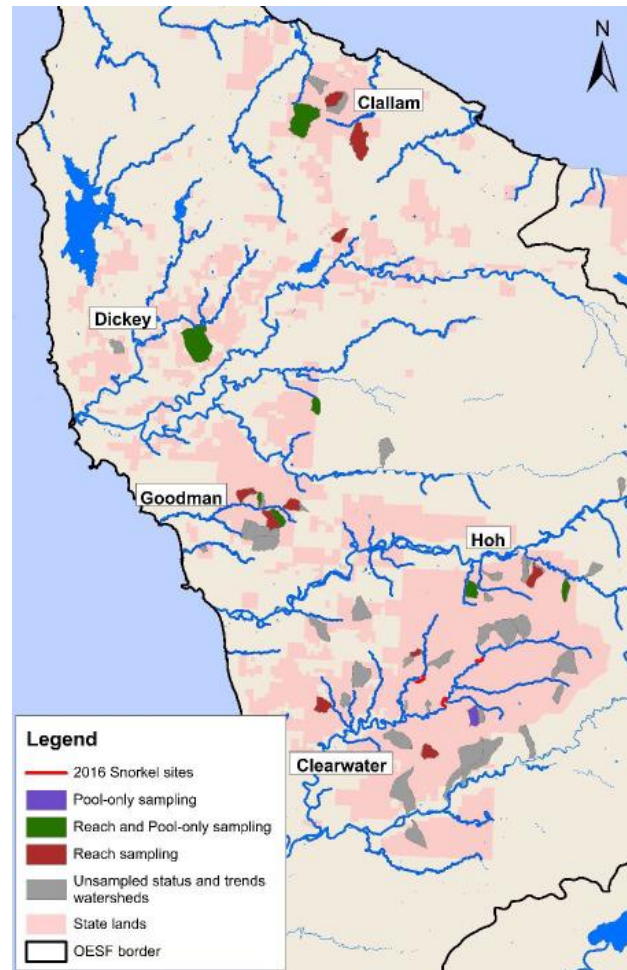 N
Clallam
Dickey
Goodman
Hoh
Clearwater
Legend
2016 Snorkel sites
Pool-only sampling
Reach and Pool-only sampling
Reach sampling
Unsampled status and trends
watersheds
State lands
OESF border